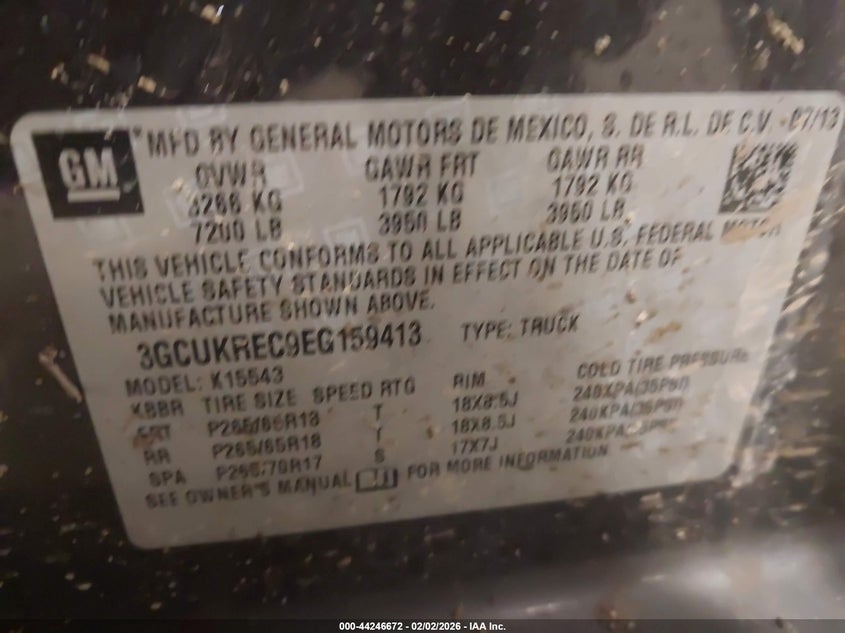 GM
* MFD BY GENERAL MOTORS DE MEXICO, S. DE R.L. DE C.V. - 07/13
GVWR GAWR FRT GAWR RR
3266 KG 1792 KG 1792 KG
7200 LB 3950 LB 3950 LB
THIS VEHICLE CONFORMS TO ALL APPLICABLE U.S. FEDERAL MOTOR
VEHICLE SAFETY STANDARDS IN EFFECT ON THE DATE OF
MANUFACTURE SHOWN ABOVE.
3GCUKREC9EG159413 TYPE: TRUCK
MODEL: K15543
KBBR TIRE SIZE SPEED RTG RIM COLD TIRE PRESSURE
FRT P265/65R18 T 18X8.5J 240KPA(35PSI)
RR P265/65R18 T 18X8.5J 240KPA(35PSI)
SPA P265/70R17 S 17X7J 240KPA
SEE OWNER'S MANUAL FOR MORE INFORMATION
000-44246672 - 02/02/2026 - IAA Inc.